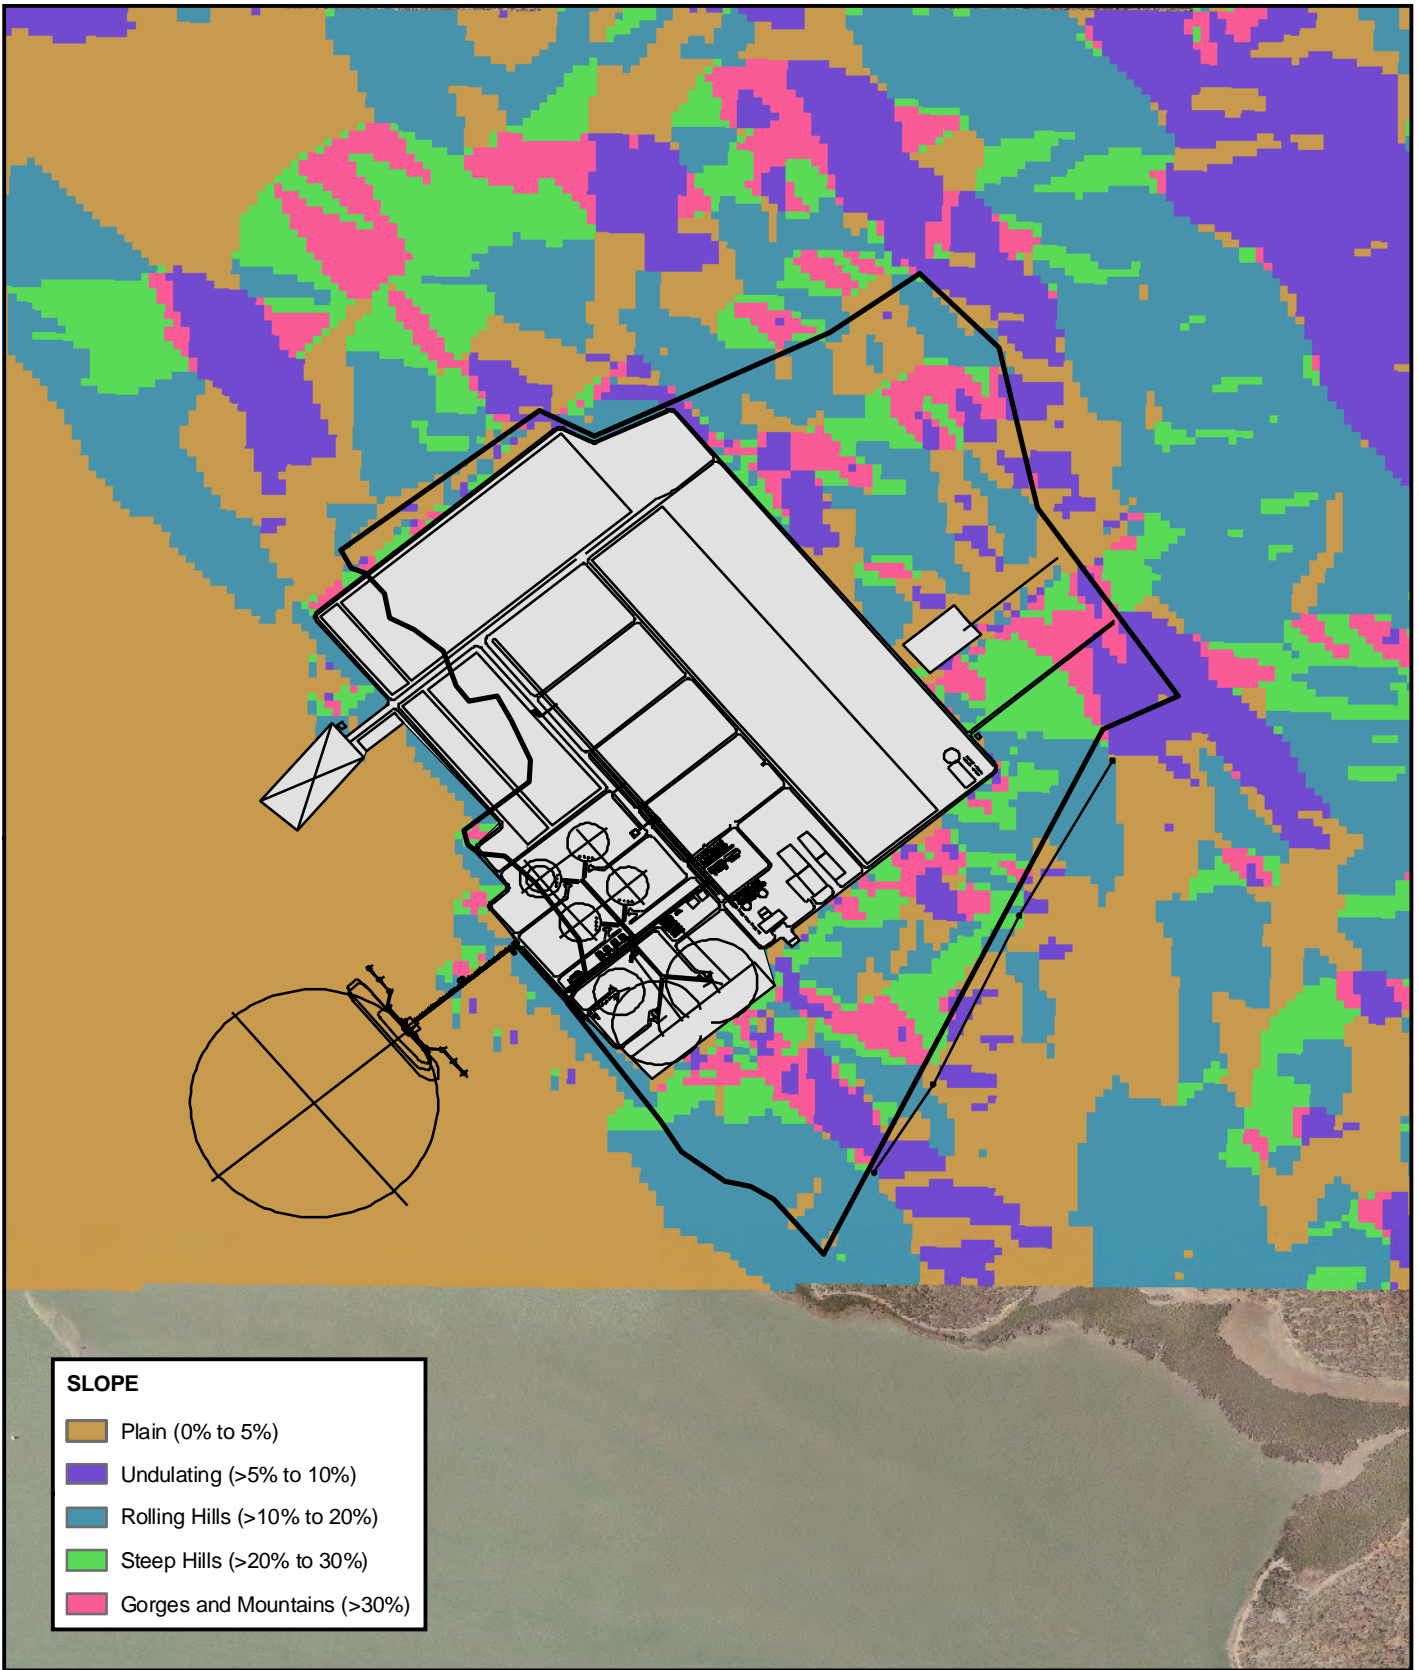 SLOPE
Plain (0% to 5%)
Undulating (>5% to 10%)
Rolling Hills (>10% to 20%)
Steep Hills (>20% to 30%)
Gorges and Mountains (>30%)